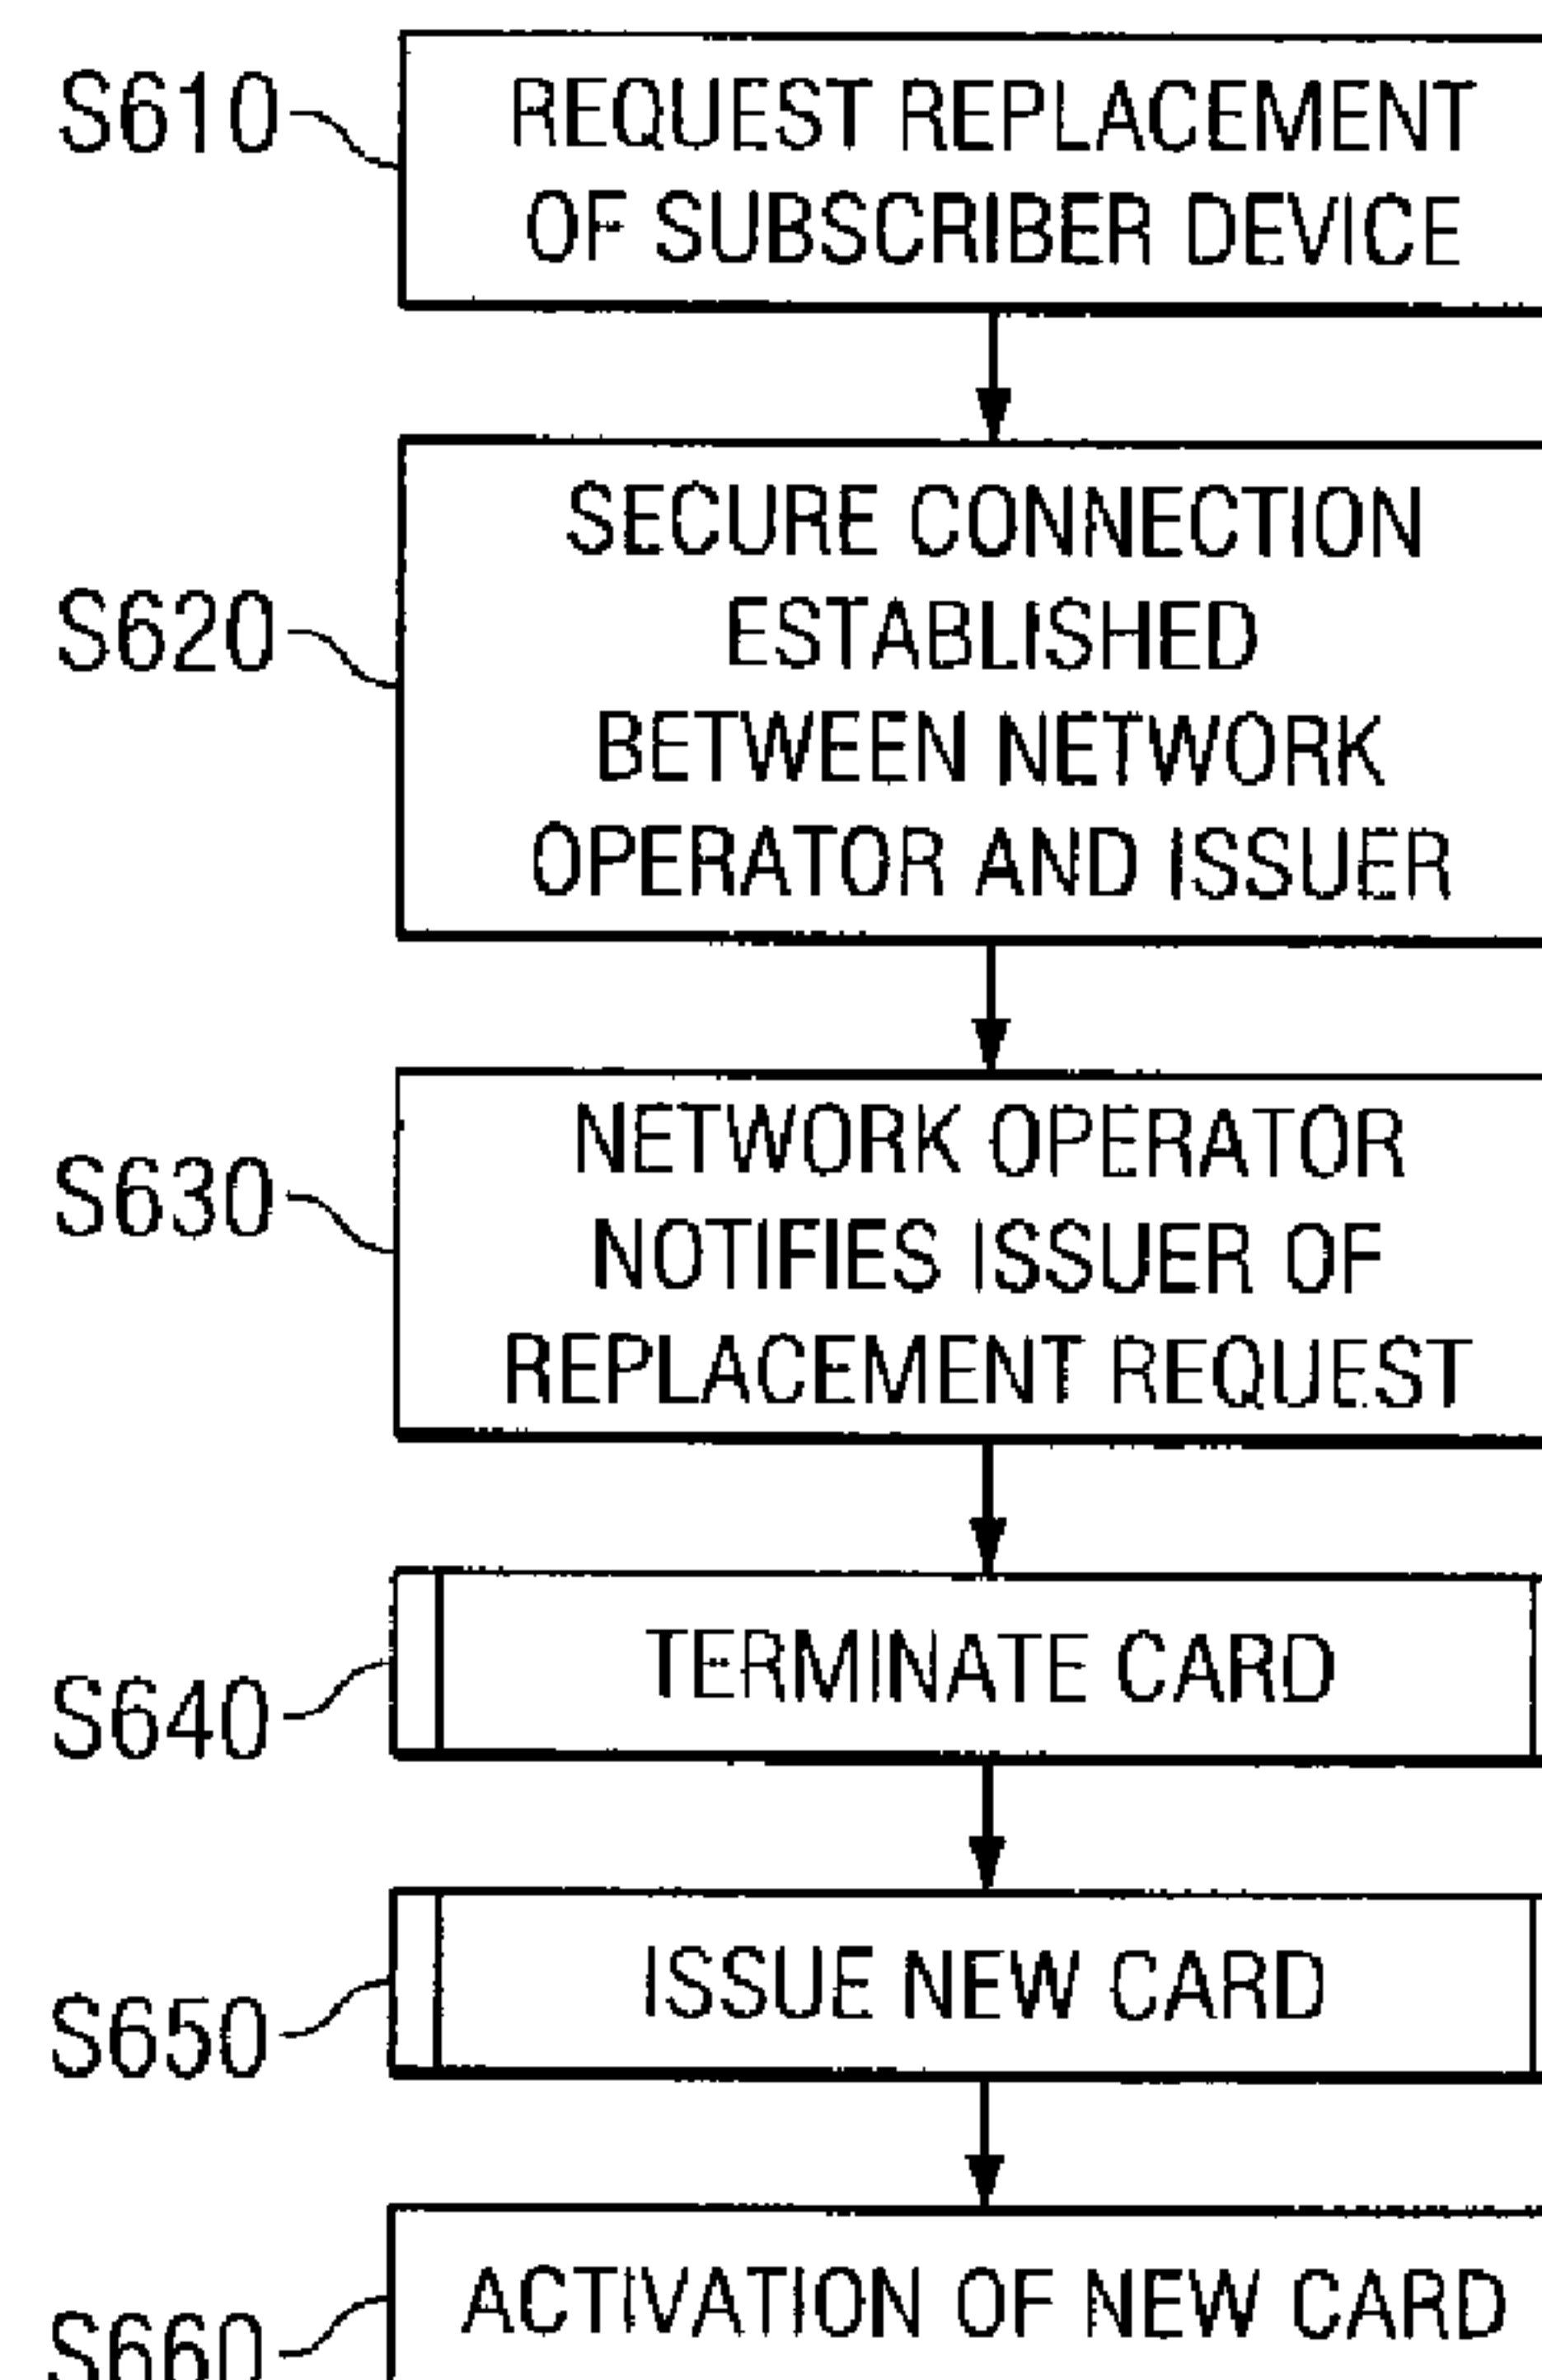 S610
REQUEST REPLACEMENT
OF SUBSCRIBER DEVICE
S620
SECURE CONNECTION
ESTABLISHED
BETWEEN NETWORK
OPERATOR AND ISSUER
S630
NETWORK OPERATOR
NOTIFIES ISSUER OF
REPLACEMENT REQUEST
S640
TERMINATE CARD
S650
ISSUE NEW CARD
S660
ACTIVATION OF NEW CARD